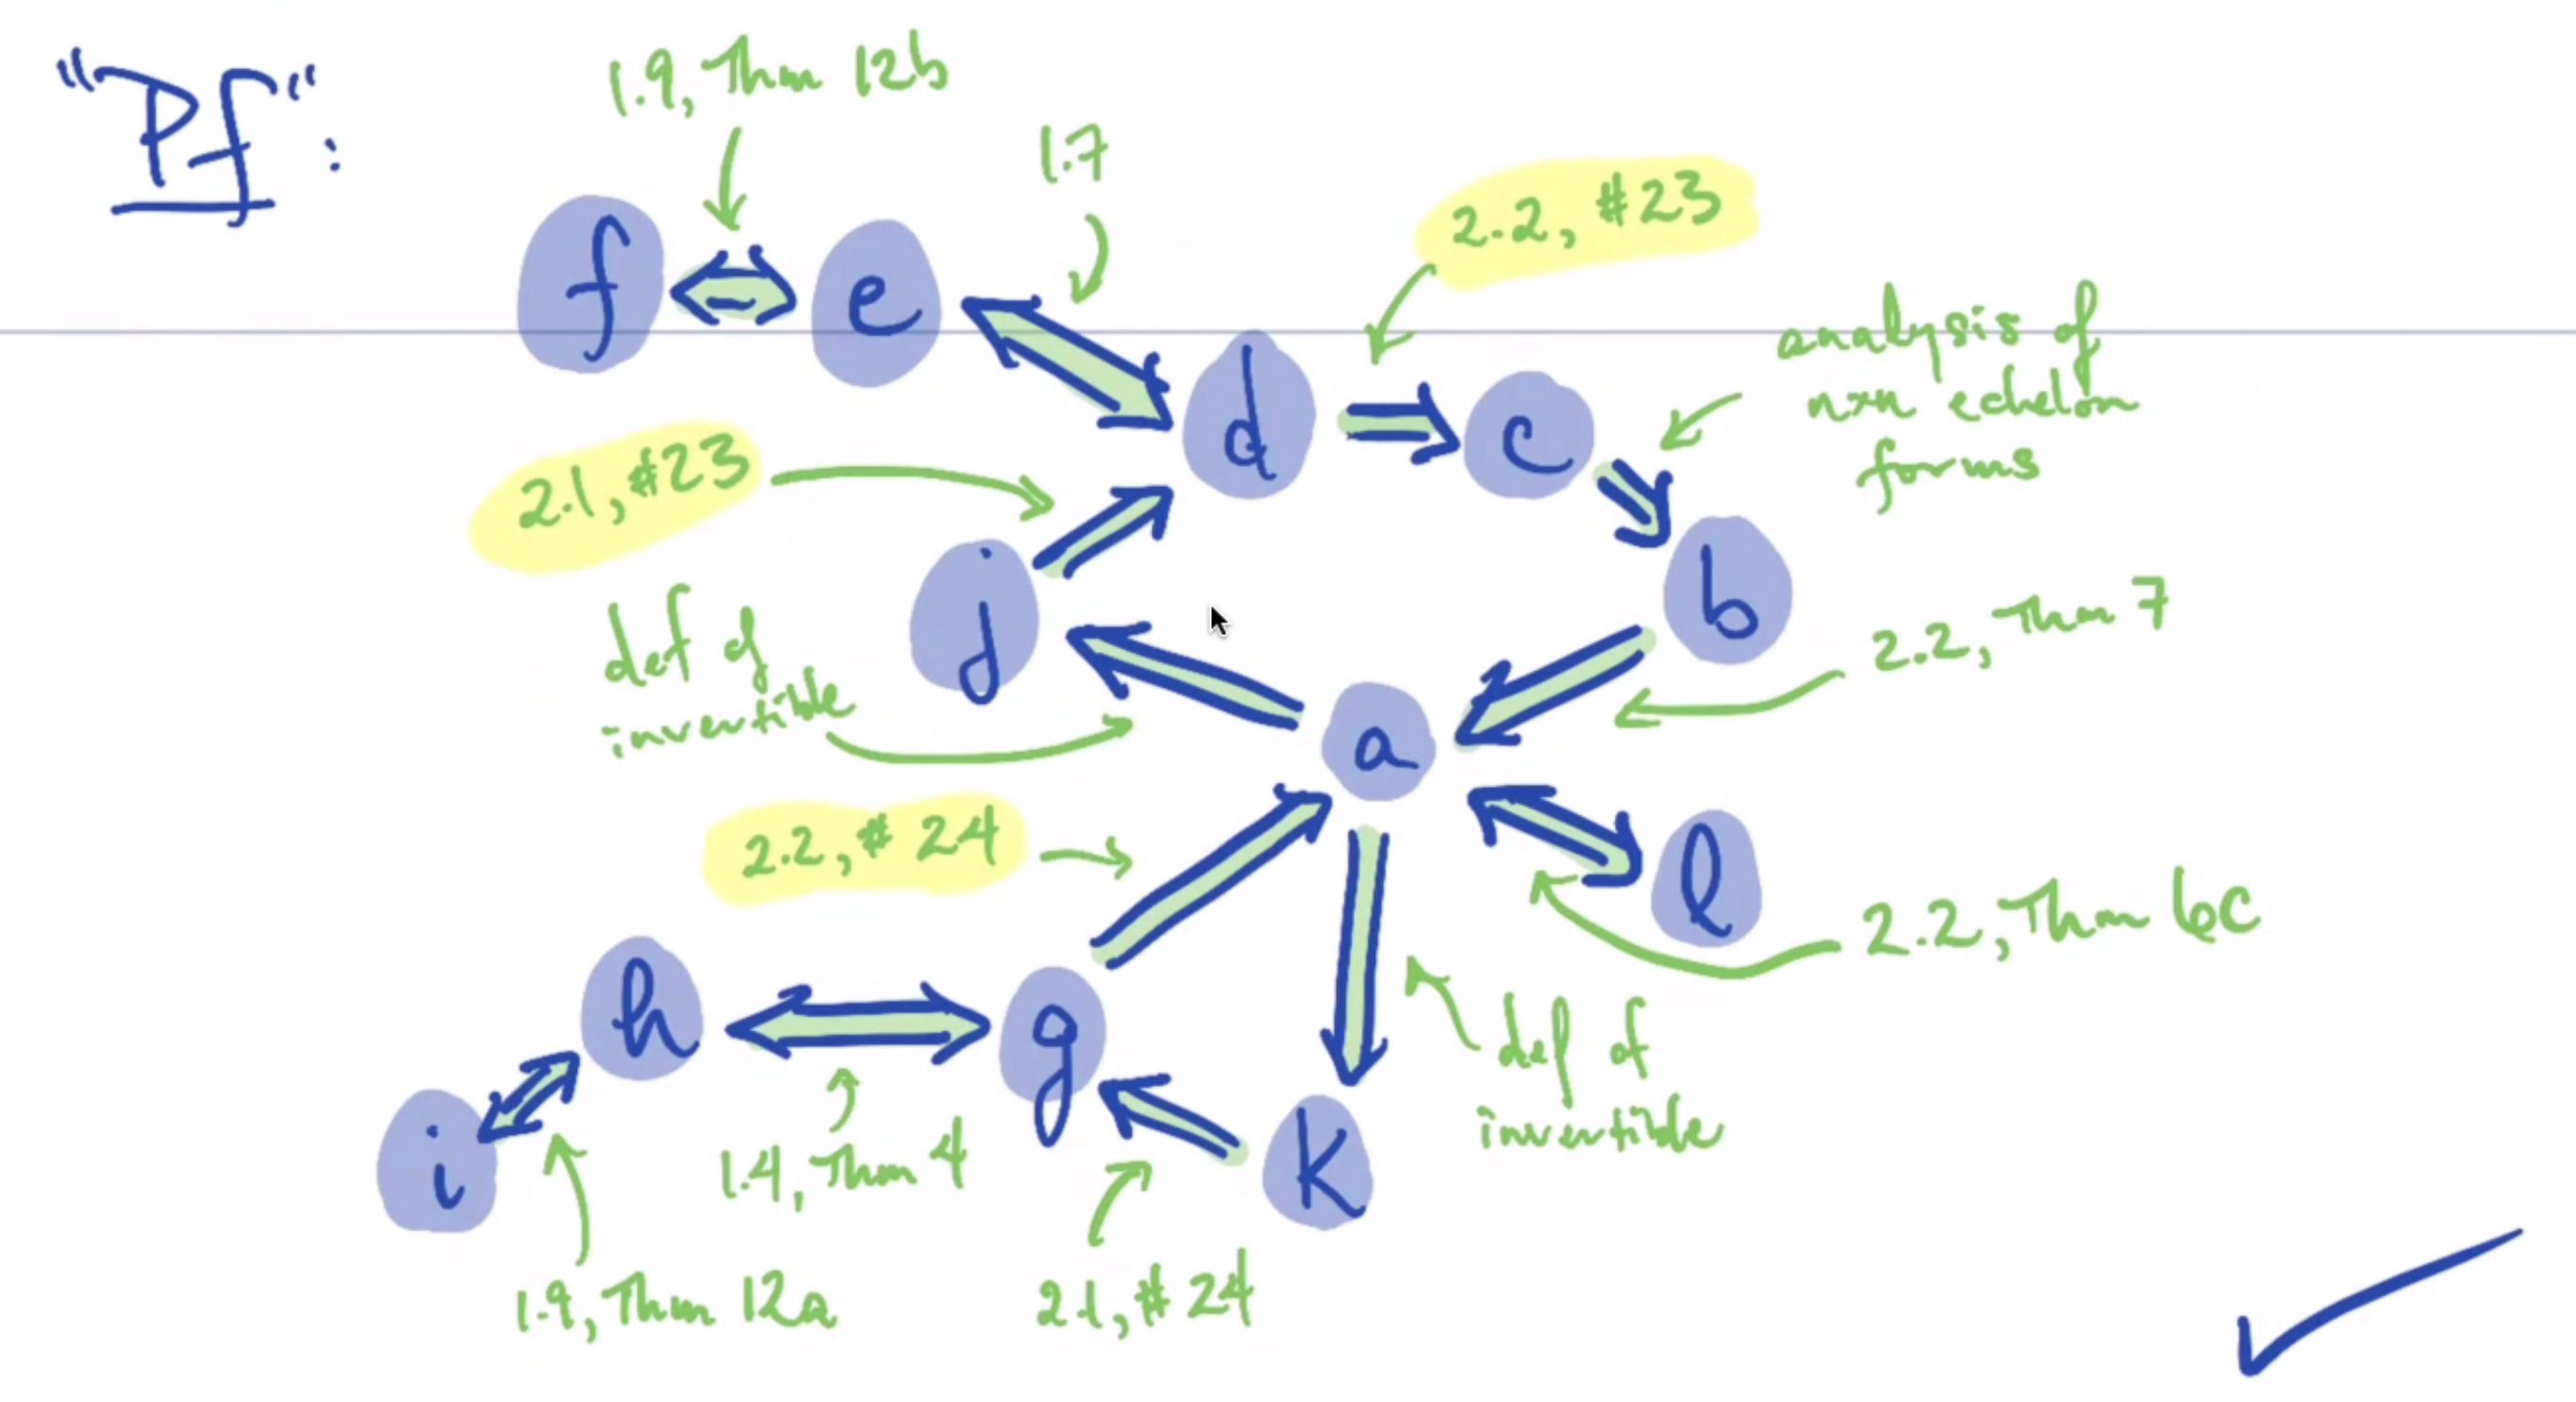 "Pf":
1.9, Thm 12b
1.7
2.2, #23
f
e
d
c
analysis of
n×n echelon
forms
2.1, #23
j
b
def of
invertible
2.2, Thm 7
a
2.2, # 24
l
2.2, Thm 6c
h
g
def of
invertible
i
1.4, Thm 4
k
1.9, Thm 12a
2.1, # 24